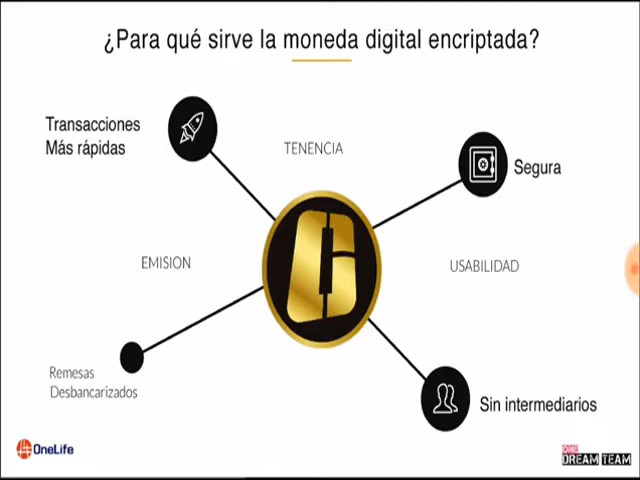 ¿Para qué sirve la moneda digital encriptada?
Transacciones
Más rápidas
TENENCIA
Segura
EMISION
USABILIDAD
Remesas
Desbancarizados
Sin intermediarios
OneLife
ONE
DREAM TEAM